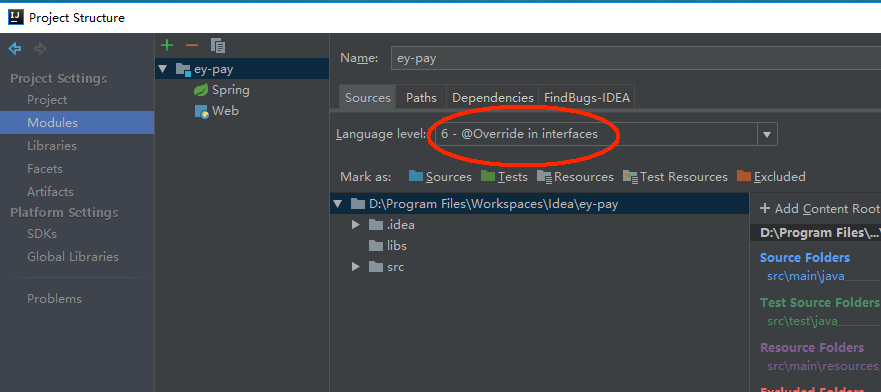 Project Structure
Project Settings
Project
Modules
Libraries
Facets
Artifacts
Platform Settings
SDKs
Global Libraries
Problems
ey-pay
Spring
Web
Name: ey-pay
Sources Paths Dependencies FindBugs-IDEA
Language level: 6 - @Override in interfaces
Mark as: Sources Tests Resources Test Resources Excluded
D:\Program Files\Workspaces\Idea\ey-pay
.idea
libs
src
+ Add Content Root
D:\Program Files\...\
Source Folders
src\main\java
Test Source Folders
src\test\java
Resource Folders
src\main\resources
Excluded Folders